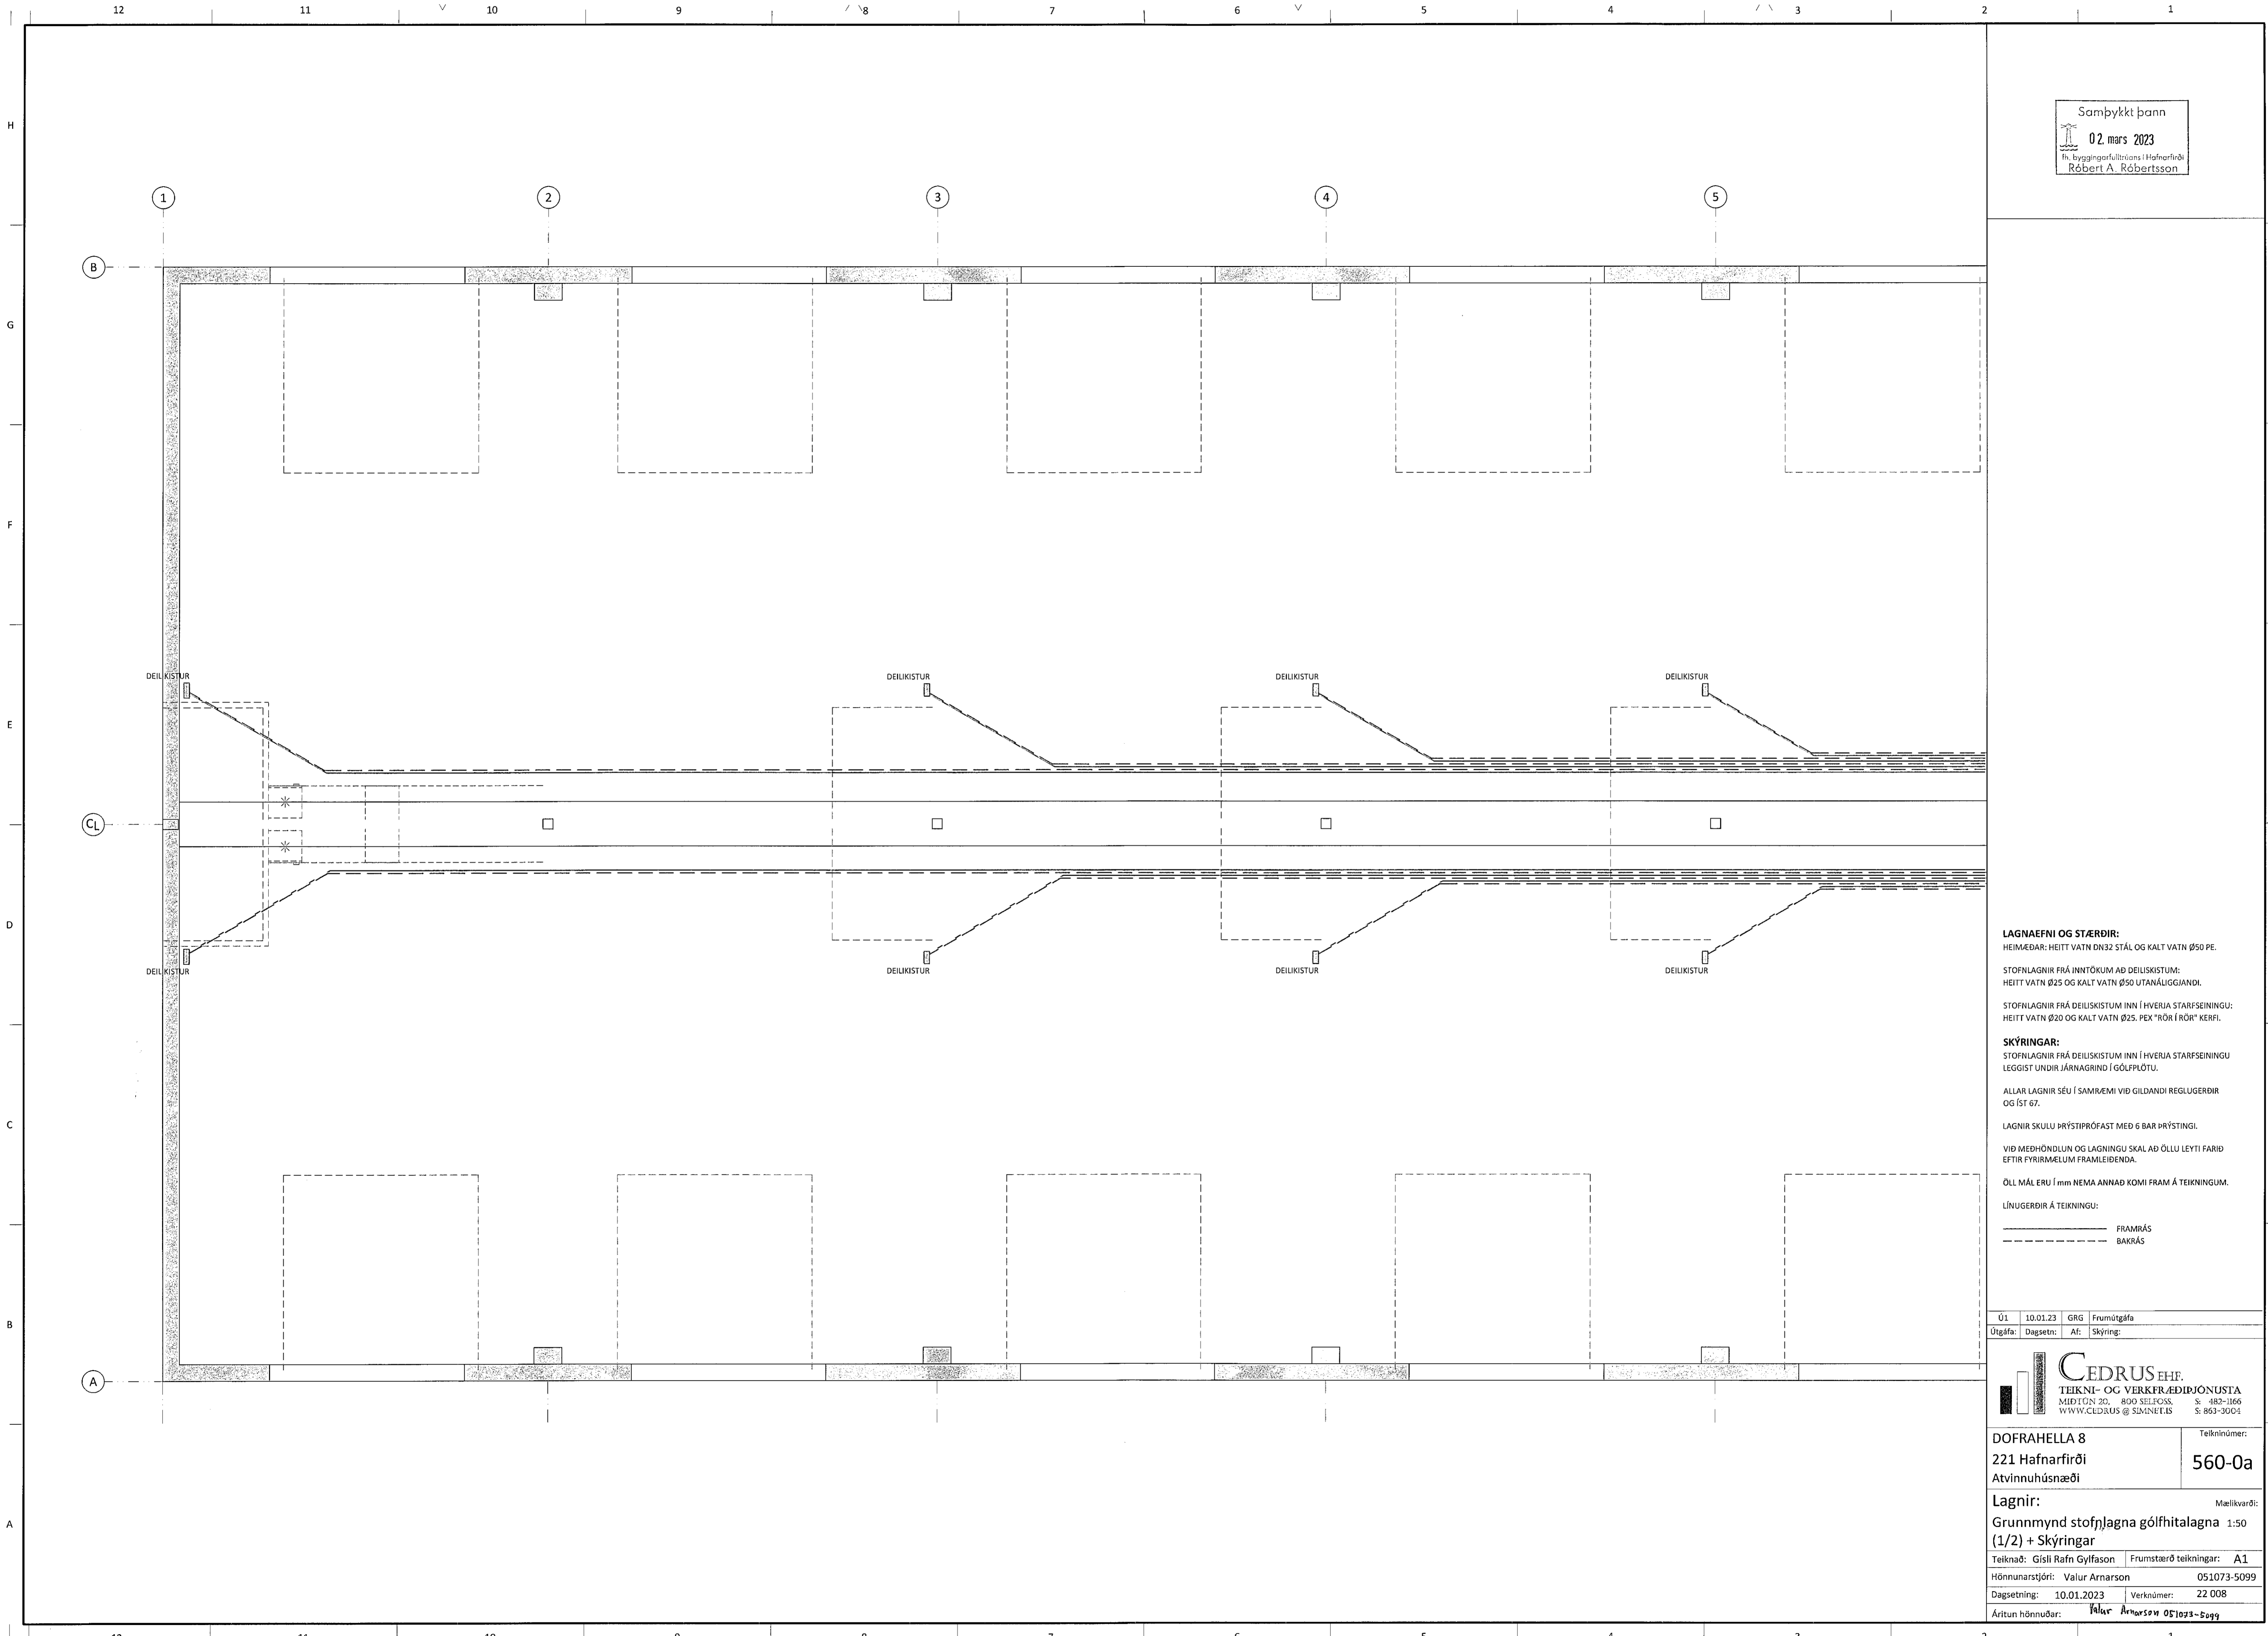 12 11 10 9 8 7 6 5 4 3 2 1
H
G
F
E
D
C
B
A
1 2 3 4 5
B
CL
A
DEILIKISTUR DEILIKISTUR DEILIKISTUR DEILIKISTUR
DEILIKISTUR DEILIKISTUR DEILIKISTUR DEILIKISTUR
Samþykkt þann
02. mars 2023
fh. byggingarfulltrúans í Hafnarfirði
Róbert A. Róbertsson
LAGNAEFNI OG STÆRÐIR:
HEIMÆÐAR: HEITT VATN DN32 STÁL OG KALT VATN Ø50 PE.
STOFNLAGNIR FRÁ INNTÖKUM AÐ DEILISKISTUM:
HEITT VATN Ø25 OG KALT VATN Ø50 UTANÁLIGGJANDI.
STOFNLAGNIR FRÁ DEILISKISTUM INN Í HVERJA STARFSEININGU:
HEITT VATN Ø20 OG KALT VATN Ø25. PEX "RÖR Í RÖR" KERFI.
SKÝRINGAR:
STOFNLAGNIR FRÁ DEILISKISTUM INN Í HVERJA STARFSEININGU
LEGGIST UNDIR JÁRNAGRIND Í GÓLFPLÖTU.
ALLAR LAGNIR SÉU Í SAMRÆMI VIÐ GILDANDI REGLUGERÐIR
OG ÍST 67.
LAGNIR SKULU ÞRÝSTIPRÓFAST MEÐ 6 BAR ÞRÝSTINGI.
VIÐ MEÐHÖNDLUN OG LAGNINGU SKAL AÐ ÖLLU LEYTI FARIÐ
EFTIR FYRIRMÆLUM FRAMLEIÐENDA.
ÖLL MÁL ERU Í mm NEMA ANNAÐ KOMI FRAM Á TEIKNINGUM.
LÍNUGERÐIR Á TEIKNINGU:
FRAMRÁS
BAKRÁS
Ú1 10.01.23 GRG Frumútgáfa
Útgáfa: Dagsetn: Af: Skýring:
CEDRUS EHF.
TEIKNI- OG VERKFRÆÐIÞJÓNUSTA
MIÐTÚN 20, 800 SELFOSS, S: 482-1166
WWW.CEDRUS @ SIMNET.IS S: 863-3004
DOFRAHELLA 8 Teikninúmer:
221 Hafnarfirði 560-0a
Atvinnuhúsnæði
Lagnir: Mælikvarði:
Grunnmynd stofnlagna gólfhitalagna 1:50
(1/2) + Skýringar
Teiknað: Gísli Rafn Gylfason Frumstærð teikningar: A1
Hönnunarstjóri: Valur Arnarson 051073-5099
Dagsetning: 10.01.2023 Verknúmer: 22 008
Áritun hönnuðar: Valur Arnarson 051073-5099